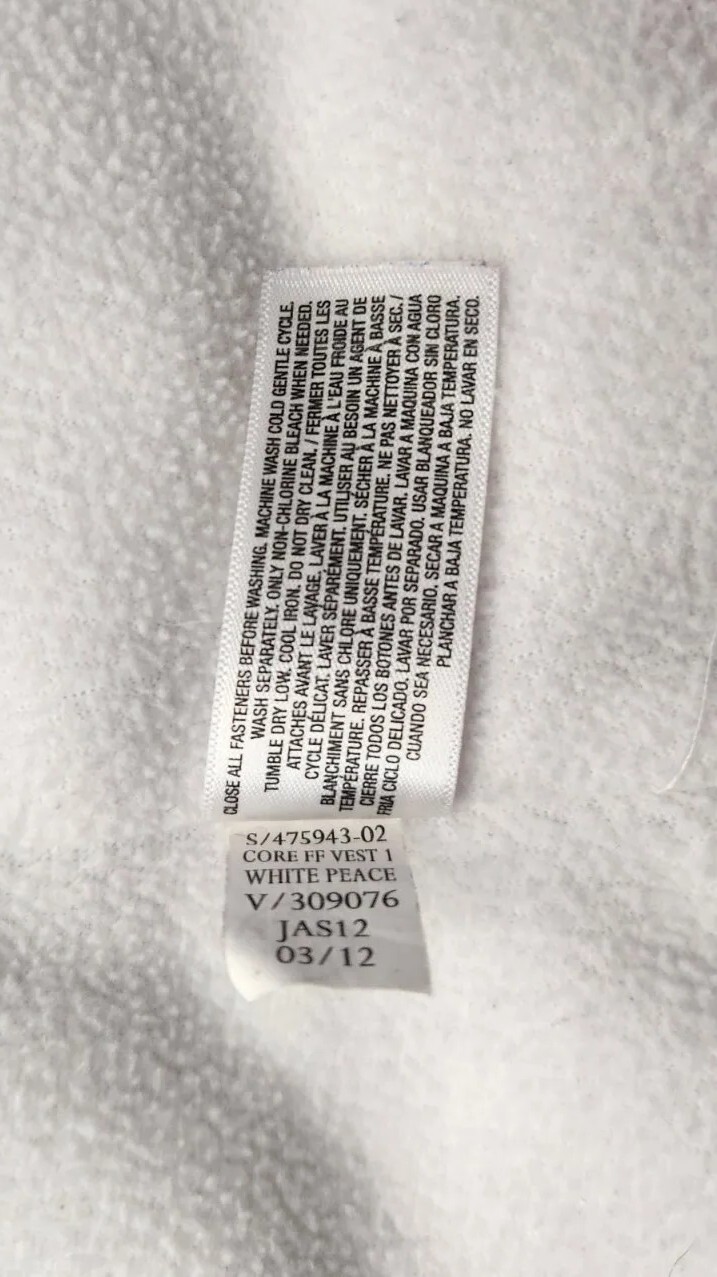 CLOSE ALL FASTENERS BEFORE WASHING. MACHINE WASH COLD GENTLE CYCLE.
WASH SEPARATELY. ONLY NON-CHLORINE BLEACH WHEN NEEDED.
TUMBLE DRY LOW. COOL IRON. DO NOT DRY CLEAN. / FERMER TOUTES LES
ATTACHES AVANT LE LAVAGE. LAVER À LA MACHINE À L'EAU FROIDE AU
CYCLE DÉLICAT. LAVER SÉPARÉMENT. UTILISER AU BESOIN UN AGENT DE
BLANCHIMENT SANS CHLORE UNIQUEMENT. SÉCHER À LA MACHINE À BASSE
TEMPÉRATURE. REPASSER À BASSE TEMPÉRATURE. NE PAS NETTOYER À SEC. /
CIERRE TODOS LOS BOTONES ANTES DE LAVAR. LAVAR A MAQUINA CON AGUA
FRIA CICLO DELICADO. LAVAR POR SEPARADO. USAR BLANQUEADOR SIN CLORO
CUANDO SEA NECESARIO. SECAR A MAQUINA A BAJA TEMPERATURA.
PLANCHAR A BAJA TEMPERATURA. NO LAVAR EN SECO.
S/475943-02
CORE FF VEST 1
WHITE PEACE
V/309076
JAS12
03/12